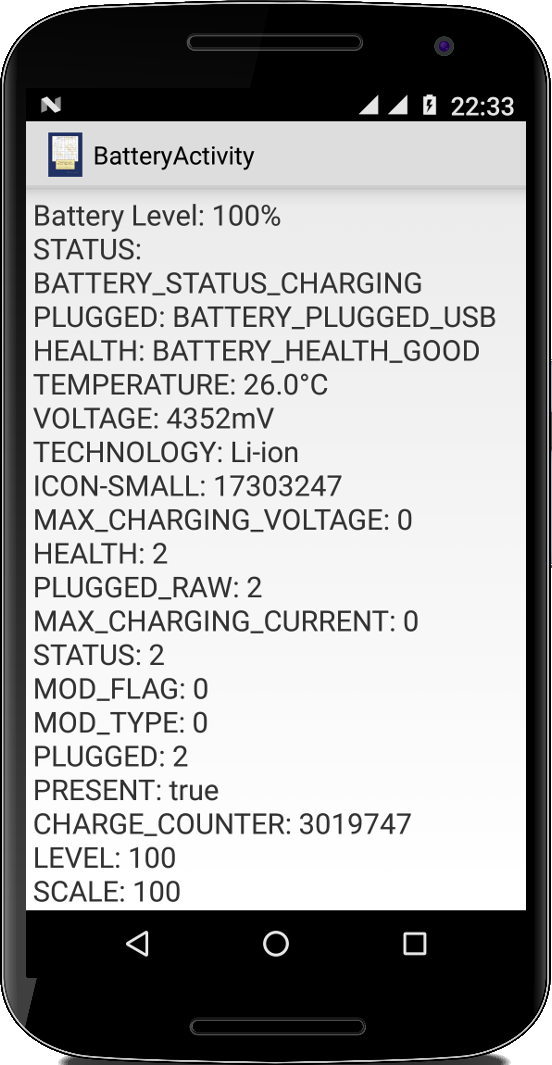 22:33
BatteryActivity
Battery Level: 100%
STATUS:
BATTERY_STATUS_CHARGING
PLUGGED: BATTERY_PLUGGED_USB
HEALTH: BATTERY_HEALTH_GOOD
TEMPERATURE: 26.0°C
VOLTAGE: 4352mV
TECHNOLOGY: Li-ion
ICON-SMALL: 17303247
MAX_CHARGING_VOLTAGE: 0
HEALTH: 2
PLUGGED_RAW: 2
MAX_CHARGING_CURRENT: 0
STATUS: 2
MOD_FLAG: 0
MOD_TYPE: 0
PLUGGED: 2
PRESENT: true
CHARGE_COUNTER: 3019747
LEVEL: 100
SCALE: 100